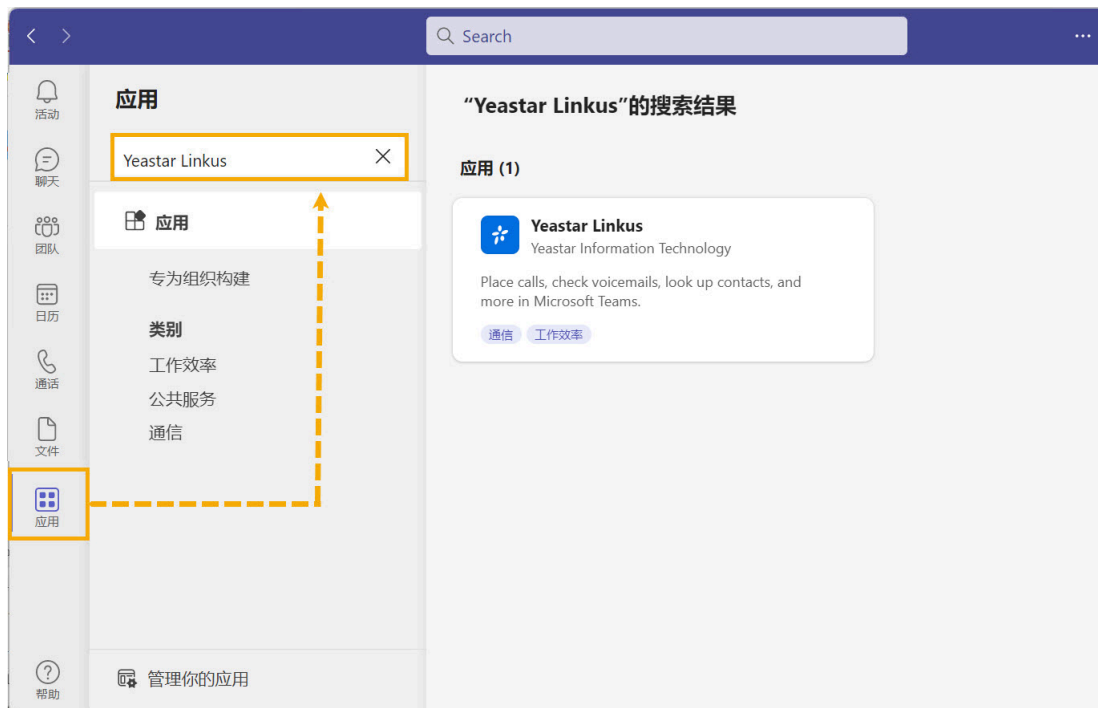 Search
活动
聊天
团队
日历
通话
文件
应用
帮助
应用
Yeastar Linkus
应用
专为组织构建
类别
工作效率
公共服务
通信
管理你的应用
“Yeastar Linkus”的搜索结果
应用 (1)
Yeastar Linkus
Yeastar Information Technology
Place calls, check voicemails, look up contacts, and
more in Microsoft Teams.
通信 工作效率